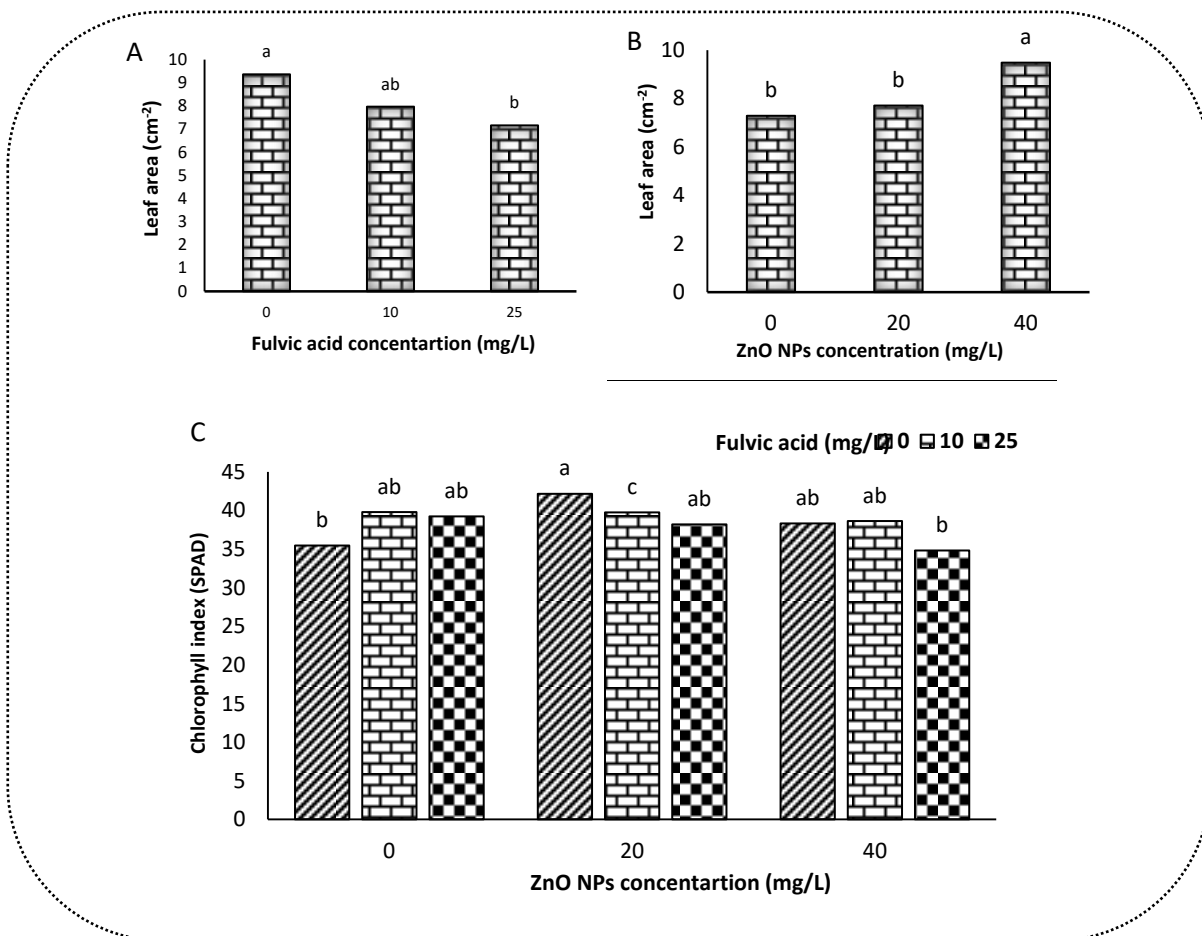 A
Leaf area (cm-2)
10
9
8
7
6
5
4
3
2
1
0
a
ab
b
0 10 25
Fulvic acid concentartion (mg/L)
B
Leaf area (cm-2)
10
8
6
4
2
0
b
b
a
0 20 40
ZnO NPs concentration (mg/L)
C
Fulvic acid (mg/L) 0 10 25
Chlorophyll index (SPAD)
45
40
35
30
25
20
15
10
5
0
b ab ab a c ab ab ab b
0 20 40
ZnO NPs concentartion (mg/L)